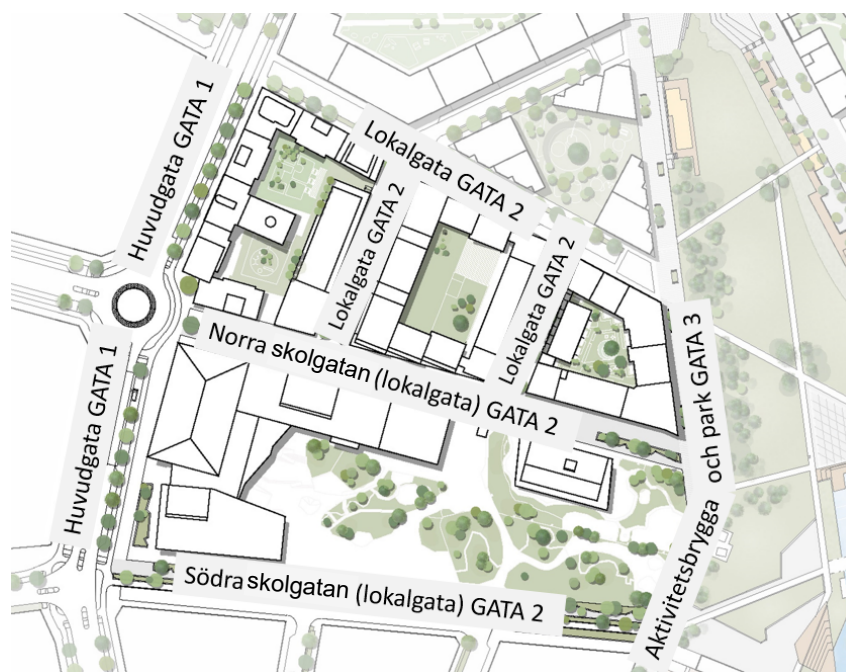 Huvudgata GATA 1
Lokalgata GATA 2
Lokalgata GATA 2
Lokalgata GATA 2
Norra skolgatan (lokalgata) GATA 2
Huvudgata GATA 1
Aktivitetsbrygga och park GATA 3
Södra skolgatan (lokalgata) GATA 2